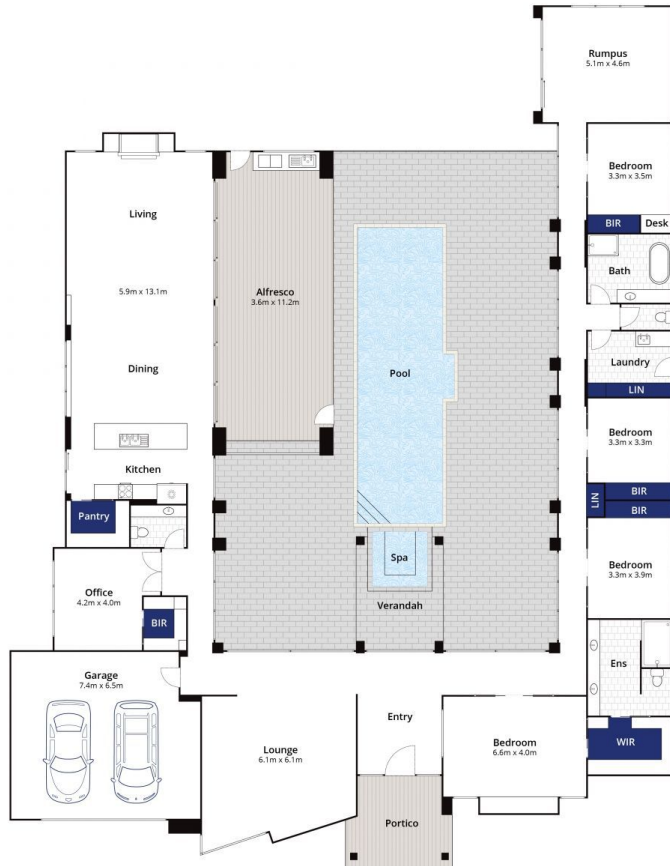 Rumpus
5.1m x 4.6m
Bedroom
3.3m x 3.5m
BIR
Desk
Living
Bath
5.9m x 13.1m
Alfresco
3.6m x 11.2m
Dining
Pool
Laundry
LIN
Bedroom
3.3m x 3.3m
Kitchen
BIR
LIN
BIR
Pantry
Spa
Bedroom
3.3m x 3.9m
Office
4.2m x 4.0m
Verandah
BIR
Ens
Garage
7.4m x 6.5m
Entry
Lounge
6.1m x 6.1m
Bedroom
6.6m x 4.0m
WIR
Portico